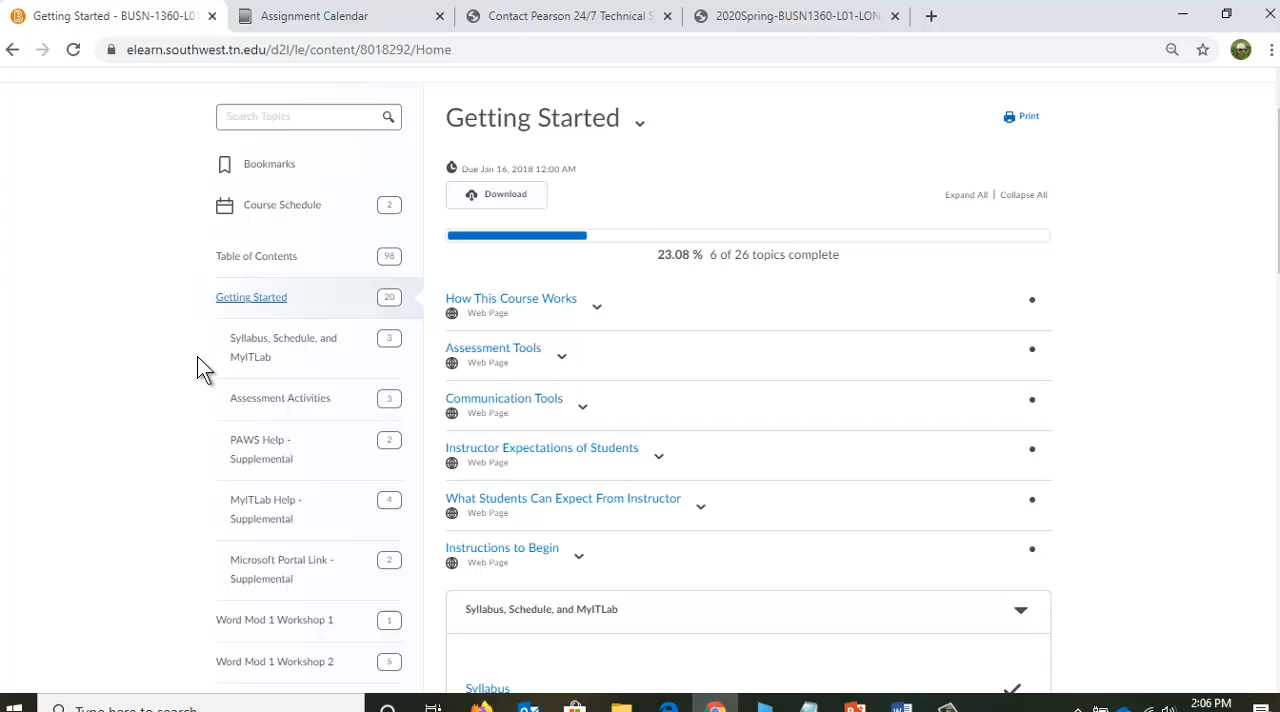 Getting Started - BUSN-1360-L01
Assignment Calendar
Contact Pearson 24/7 Technical S
2020Spring-BUSN1360-L01-LON
elearn.southwest.tn.edu/d2l/le/content/8018292/Home
Search Topics
Bookmarks
Course Schedule 2
Table of Contents 98
Getting Started 20
Syllabus, Schedule, and
MyITLab
3
Assessment Activities 3
PAWS Help -
Supplemental
2
MyITLab Help -
Supplemental
4
Microsoft Portal Link -
Supplemental
2
Word Mod 1 Workshop 1 1
Word Mod 1 Workshop 2 5
Getting Started
Print
Due Jan 16, 2018 12:00 AM
Download
Expand All | Collapse All
23.08 % 6 of 26 topics complete
How This Course Works
Web Page
Assessment Tools
Web Page
Communication Tools
Web Page
Instructor Expectations of Students
Web Page
What Students Can Expect From Instructor
Web Page
Instructions to Begin
Web Page
Syllabus, Schedule, and MyITLab
Syllabus
Type here to search
2:06 PM